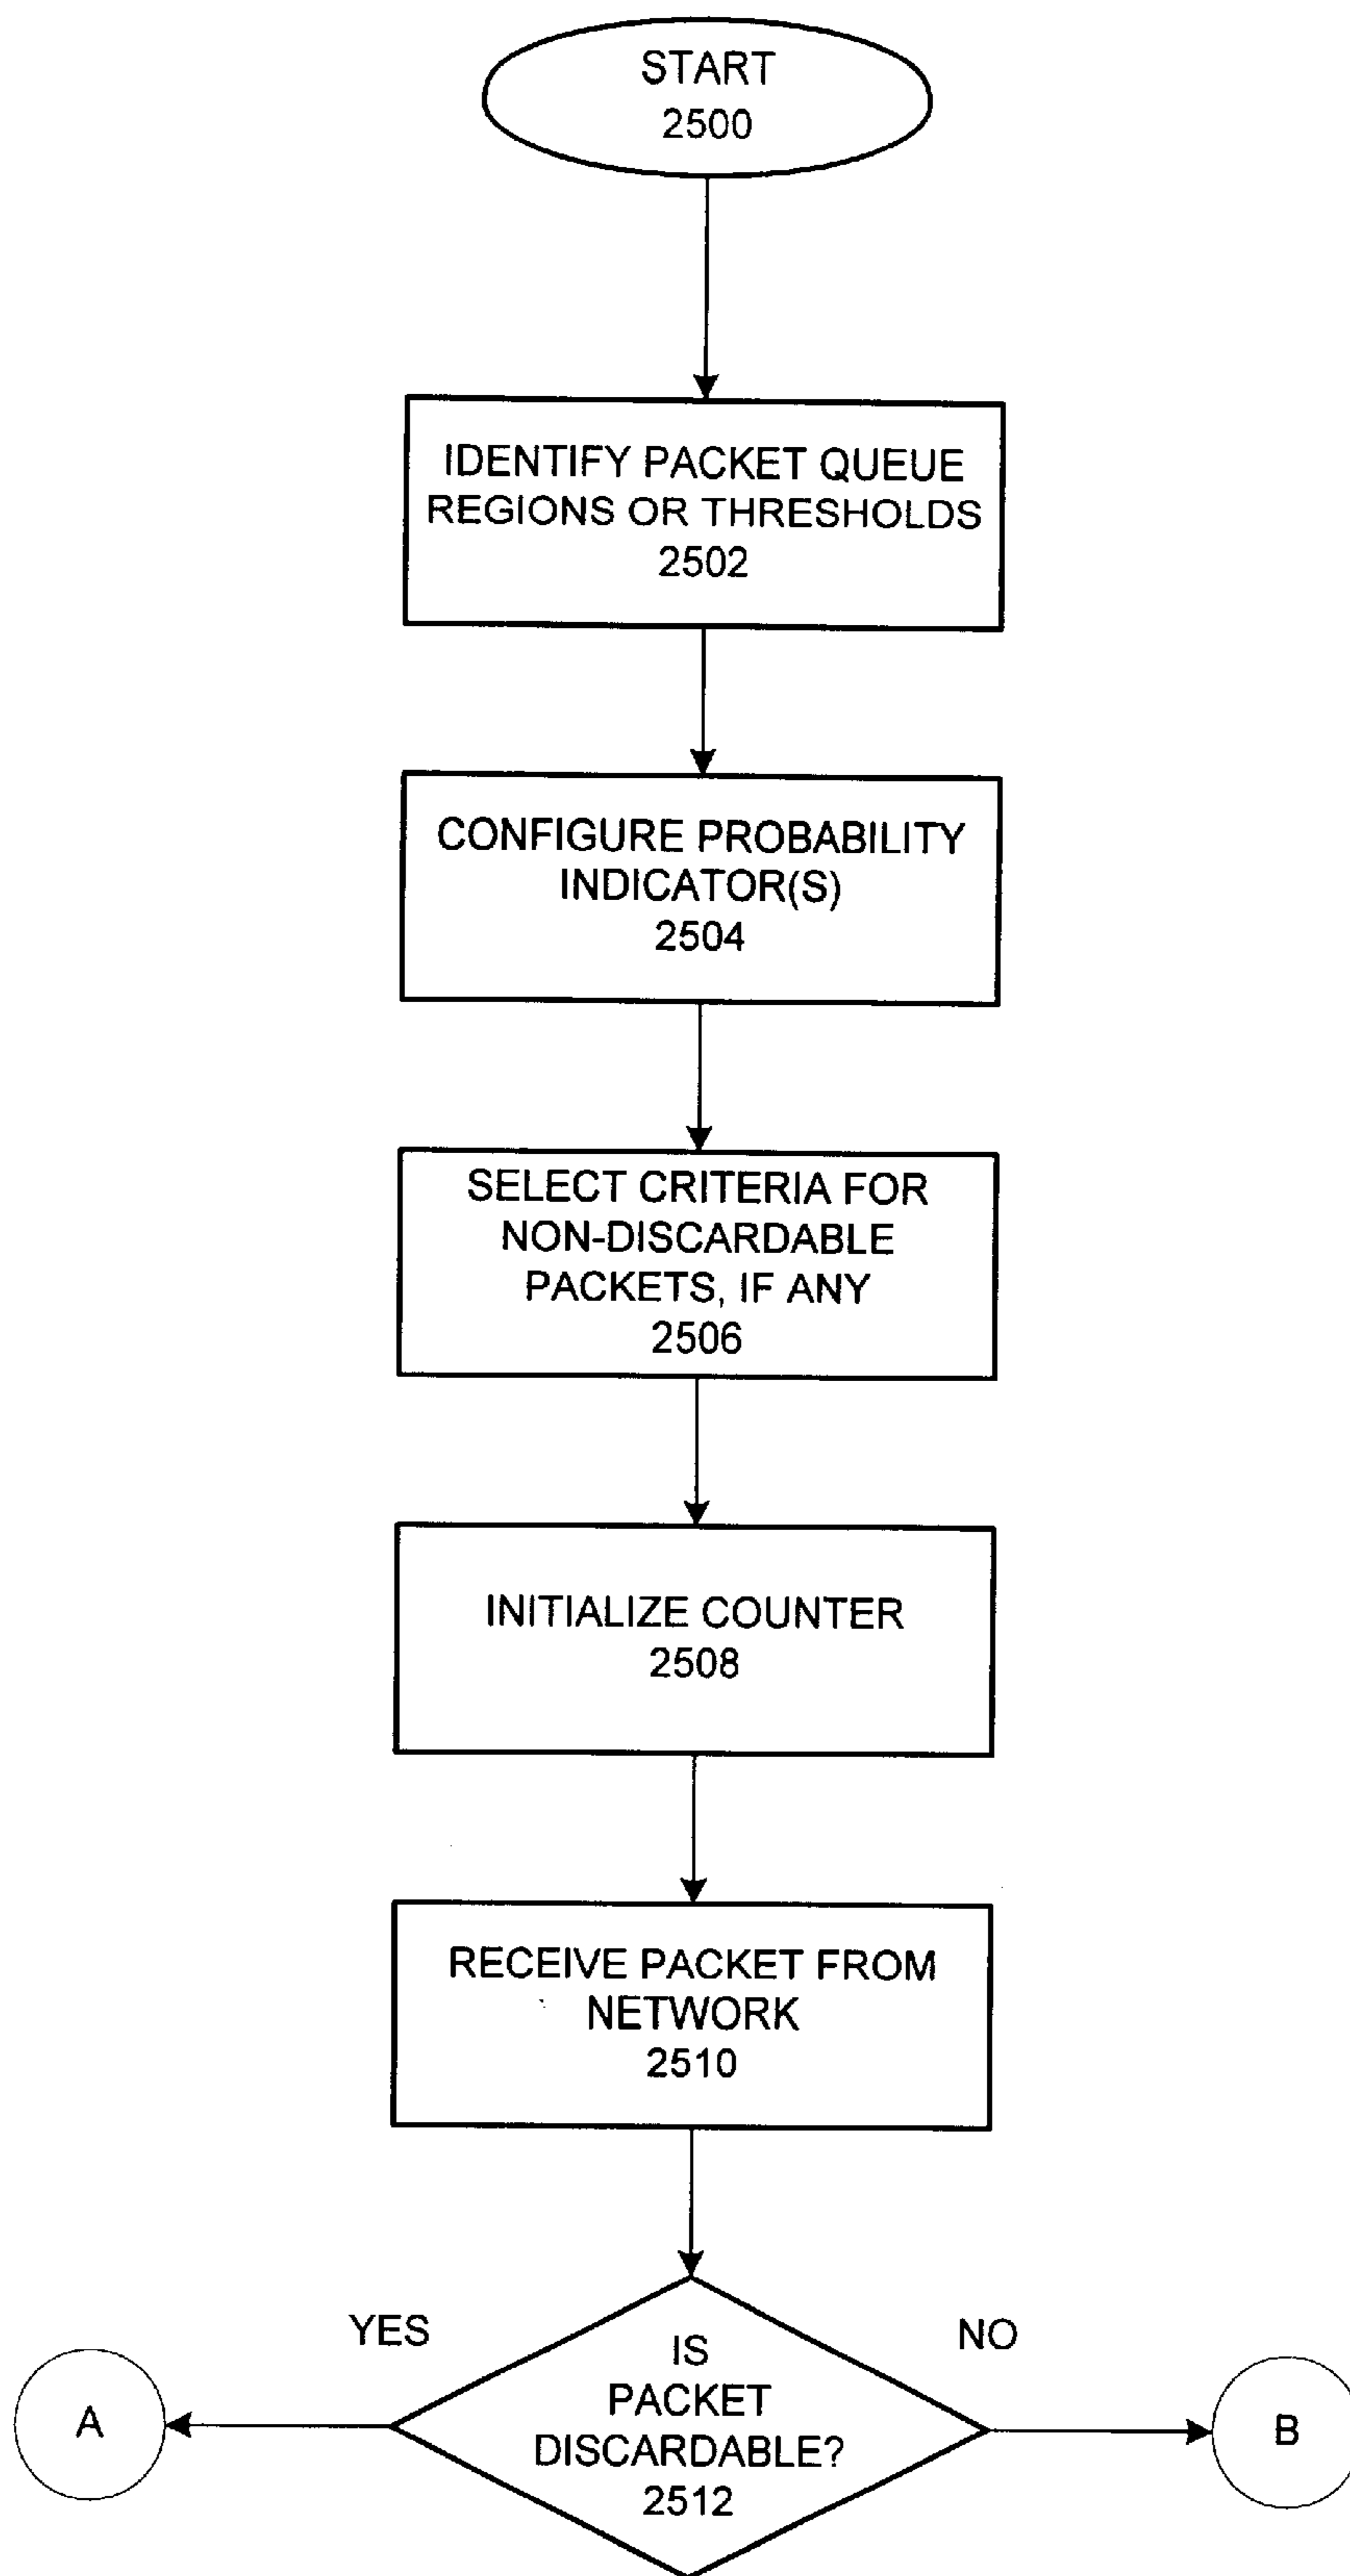 START
2500
IDENTIFY PACKET QUEUE
REGIONS OR THRESHOLDS
2502
CONFIGURE PROBABILITY
INDICATOR(S)
2504
SELECT CRITERIA FOR
NON-DISCARDABLE
PACKETS, IF ANY
2506
INITIALIZE COUNTER
2508
RECEIVE PACKET FROM
NETWORK
2510
YES
NO
IS
PACKET
DISCARDABLE?
2512
A
B